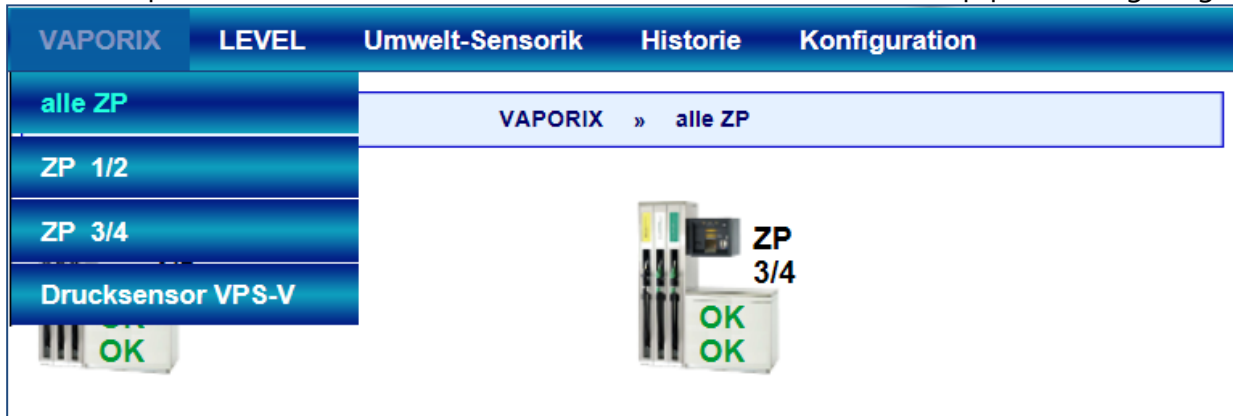 VAPORIX LEVEL Umwelt-Sensorik Historie Konfiguration
alle ZP
VAPORIX » alle ZP
ZP 1/2
ZP 3/4
Drucksensor VPS-V
OK
OK
ZP
3/4
OK
OK